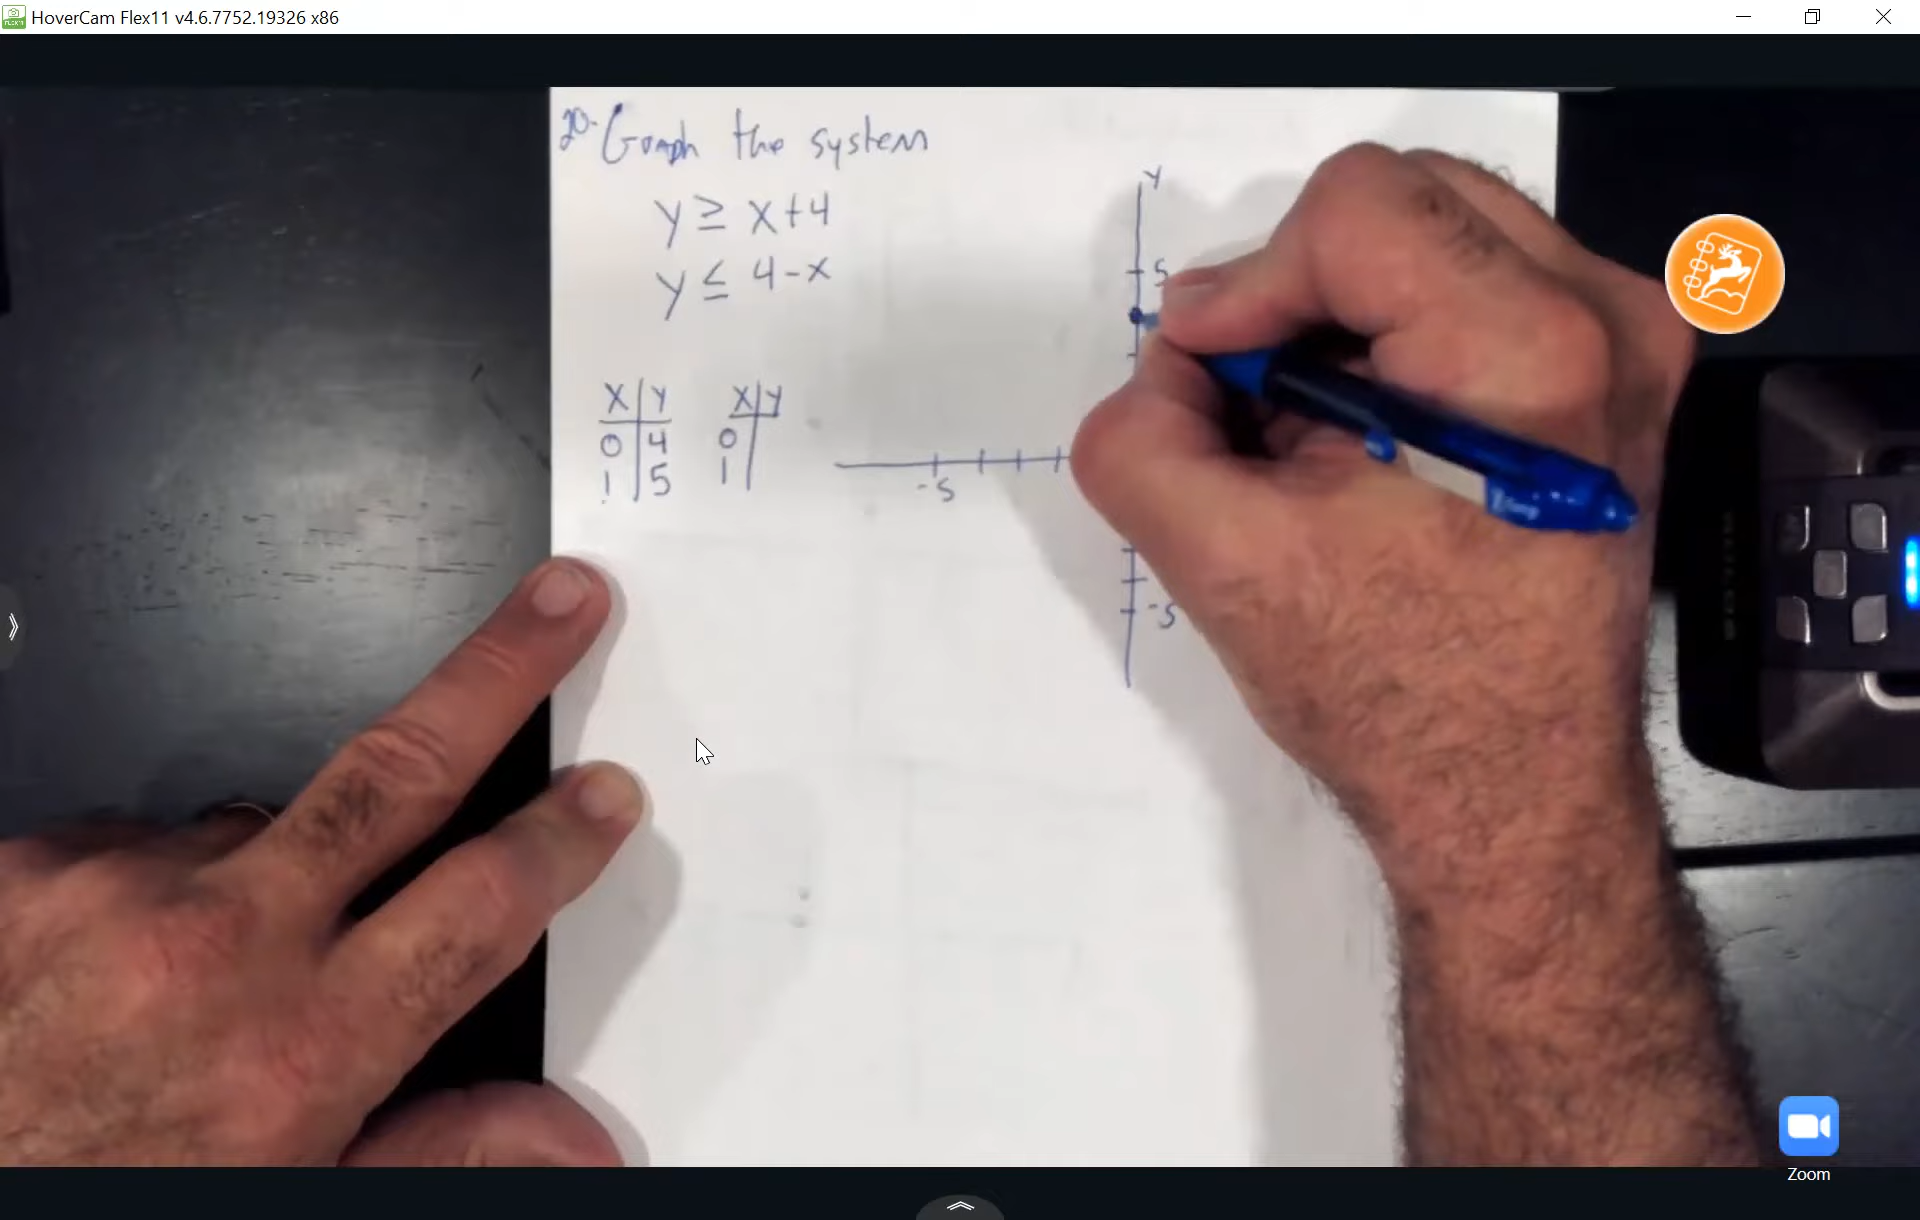 HoverCam Flex11 v4.6.7752.19326 x86
20. Graph the system
y ≥ x+4
y ≤ 4-x
Y
5
X Y
0 4
1 5
X Y
0
1
-5
-5
Zoom